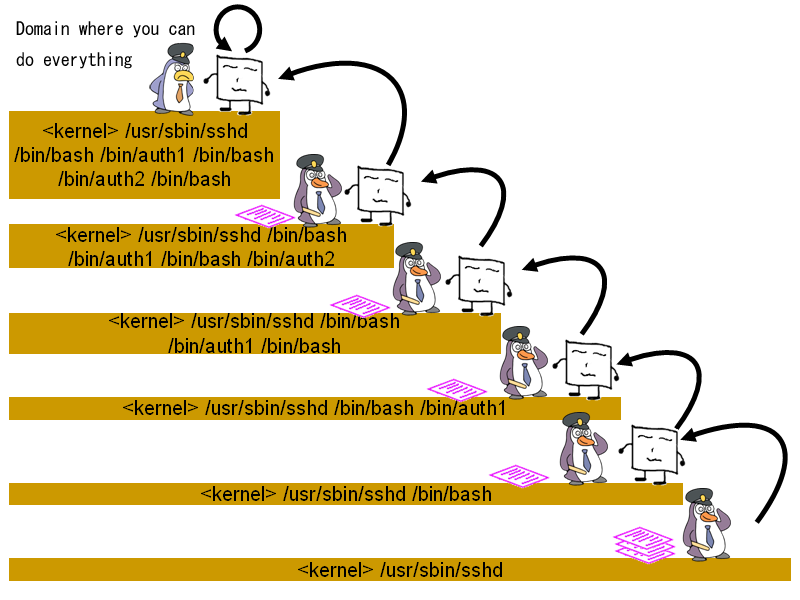 Domain where you can
do everything
<kernel> /usr/sbin/sshd
/bin/bash /bin/auth1 /bin/bash
/bin/auth2 /bin/bash
<kernel> /usr/sbin/sshd /bin/bash
/bin/auth1 /bin/bash /bin/auth2
<kernel> /usr/sbin/sshd /bin/bash
/bin/auth1 /bin/bash
<kernel> /usr/sbin/sshd /bin/bash /bin/auth1
<kernel> /usr/sbin/sshd /bin/bash
<kernel> /usr/sbin/sshd